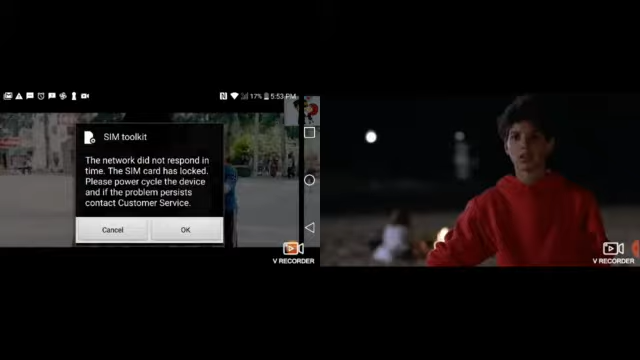 17% 5:53 PM
SIM toolkit
The network did not respond in
time. The SIM card has locked.
Please power cycle the device
and if the problem persists
contact Customer Service.
Cancel OK
V RECORDER
V RECORDER